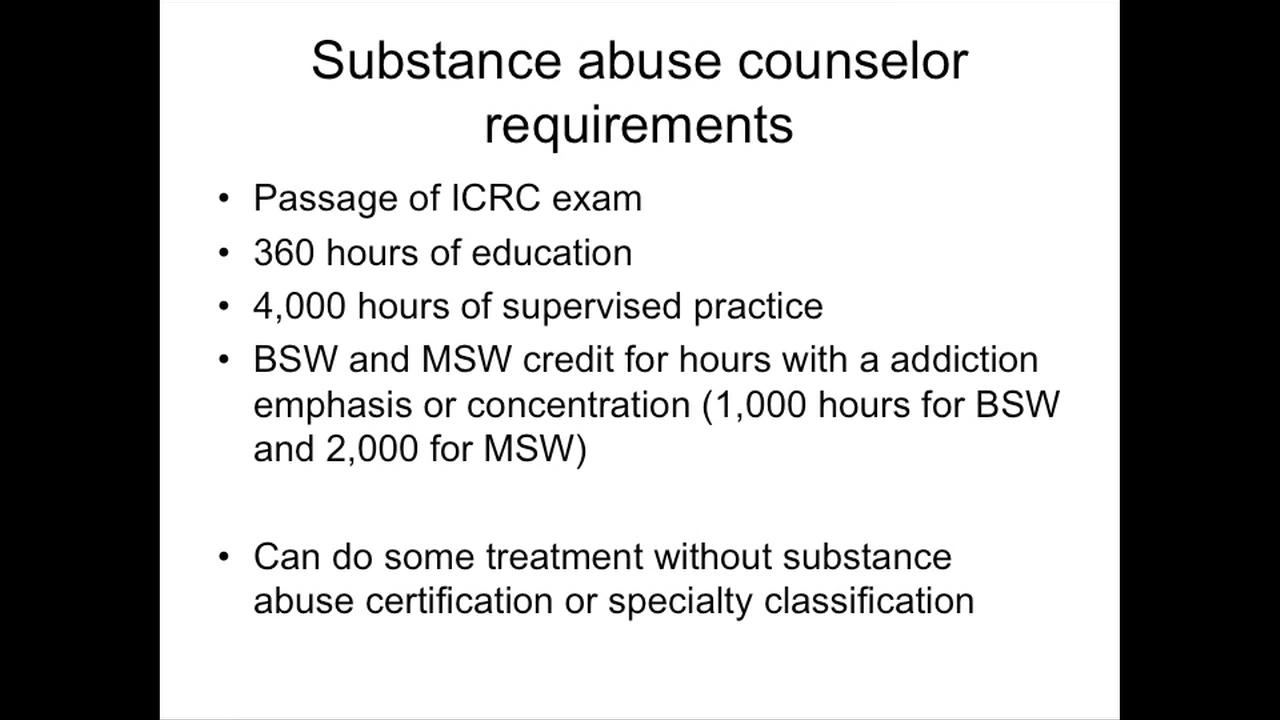 Substance abuse counselor
requirements
• Passage of ICRC exam
• 360 hours of education
• 4,000 hours of supervised practice
• BSW and MSW credit for hours with a addiction
emphasis or concentration (1,000 hours for BSW
and 2,000 for MSW)
• Can do some treatment without substance
abuse certification or specialty classification